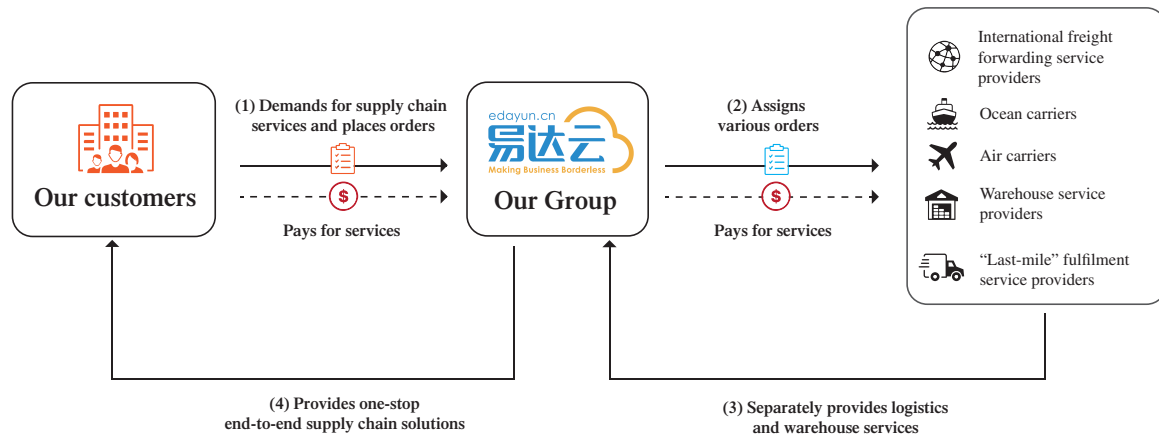 Our customers
(1) Demands for supply chain
services and places orders
$
Pays for services
edayun.cn
易达云
Making Business Borderless
Our Group
(2) Assigns
various orders
$
Pays for services
International freight
forwarding service
providers
Ocean carriers
Air carriers
Warehouse service
providers
“Last-mile” fulfilment
service providers
(4) Provides one-stop
end-to-end supply chain solutions
(3) Separately provides logistics
and warehouse services